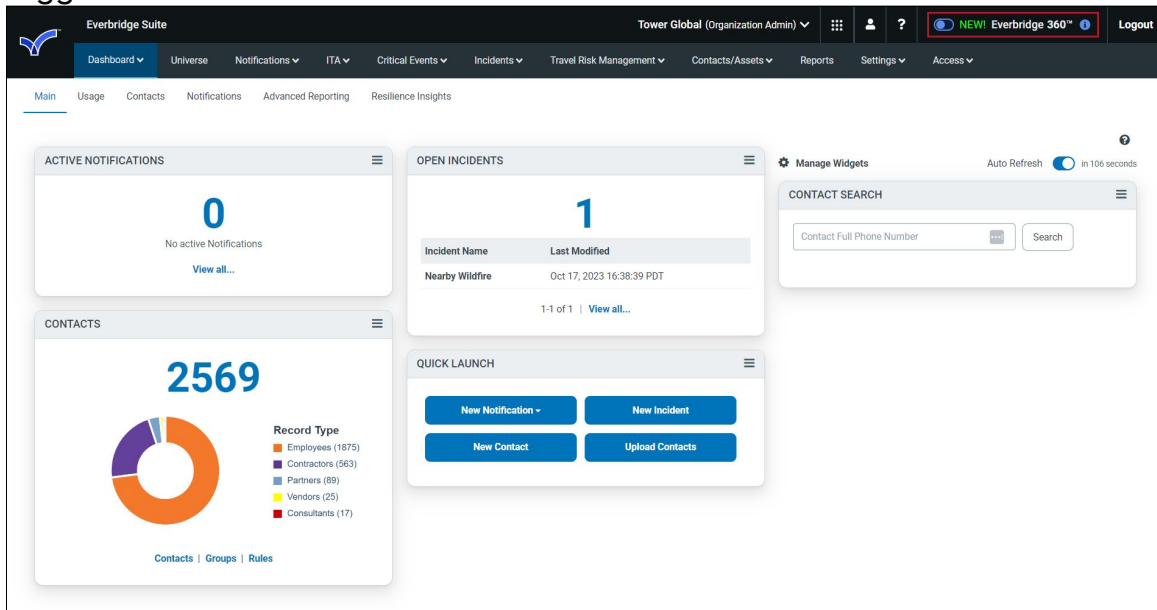 Everbridge Suite
Tower Global (Organization Admin)
?
NEW! Everbridge 360™
Logout
Dashboard
Universe
Notifications
ITA
Critical Events
Incidents
Travel Risk Management
Contacts/Assets
Reports
Settings
Access
Main
Usage
Contacts
Notifications
Advanced Reporting
Resilience Insights
ACTIVE NOTIFICATIONS
0
No active Notifications
View all...
OPEN INCIDENTS
1
Incident Name Last Modified
Nearby Wildfire Oct 17, 2023 16:38:39 PDT
1-1 of 1 | View all...
Manage Widgets
Auto Refresh in 106 seconds
CONTACT SEARCH
Contact Full Phone Number
Search
CONTACTS
2569
Record Type
Employees (1875)
Contractors (563)
Partners (89)
Vendors (25)
Consultants (17)
Contacts | Groups | Rules
QUICK LAUNCH
New Notification
New Incident
New Contact
Upload Contacts